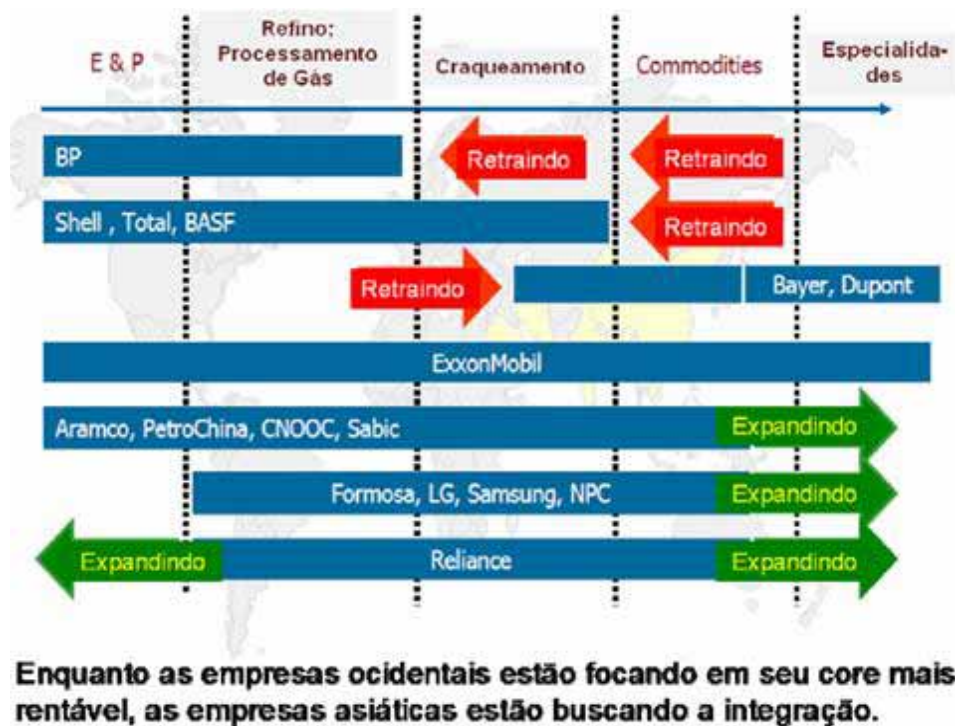 E & P
Refino:
Processamento
de Gás
Craqueamento
Commodities
Especialida-
des
BP
Retraindo
Retraindo
Shell , Total, BASF
Retraindo
Retraindo
Bayer, Dupont
ExxonMobil
Aramco, PetroChina, CNOOC, Sabic
Expandindo
Formosa, LG, Samsung, NPC
Expandindo
Expandindo
Reliance
Expandindo
Enquanto as empresas ocidentais estão focando em seu core mais
rentável, as empresas asiáticas estão buscando a integração.